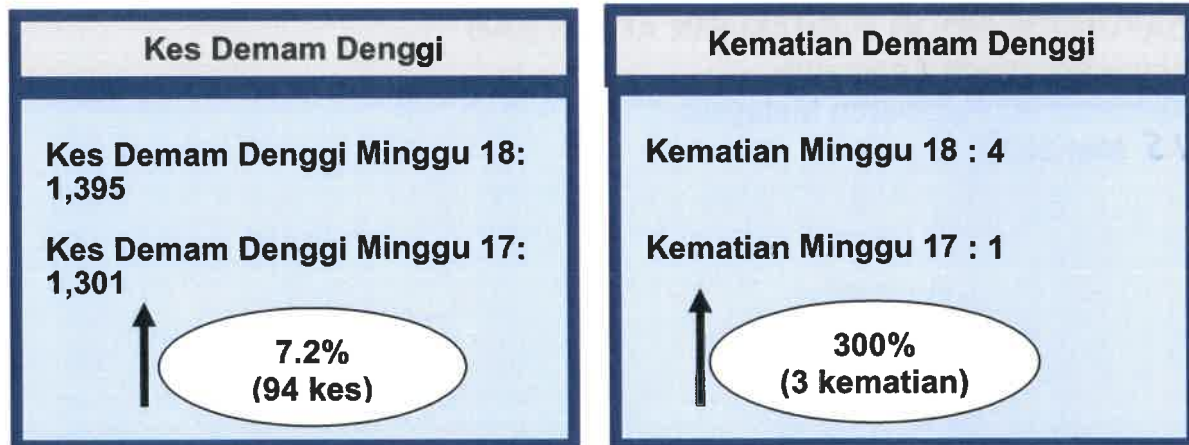 Kes Demam Denggi
Kes Demam Denggi Minggu 18:
1,395
Kes Demam Denggi Minggu 17:
1,301
7.2%
(94 kes)
Kematian Demam Denggi
Kematian Minggu 18 : 4
Kematian Minggu 17 : 1
300%
(3 kematian)